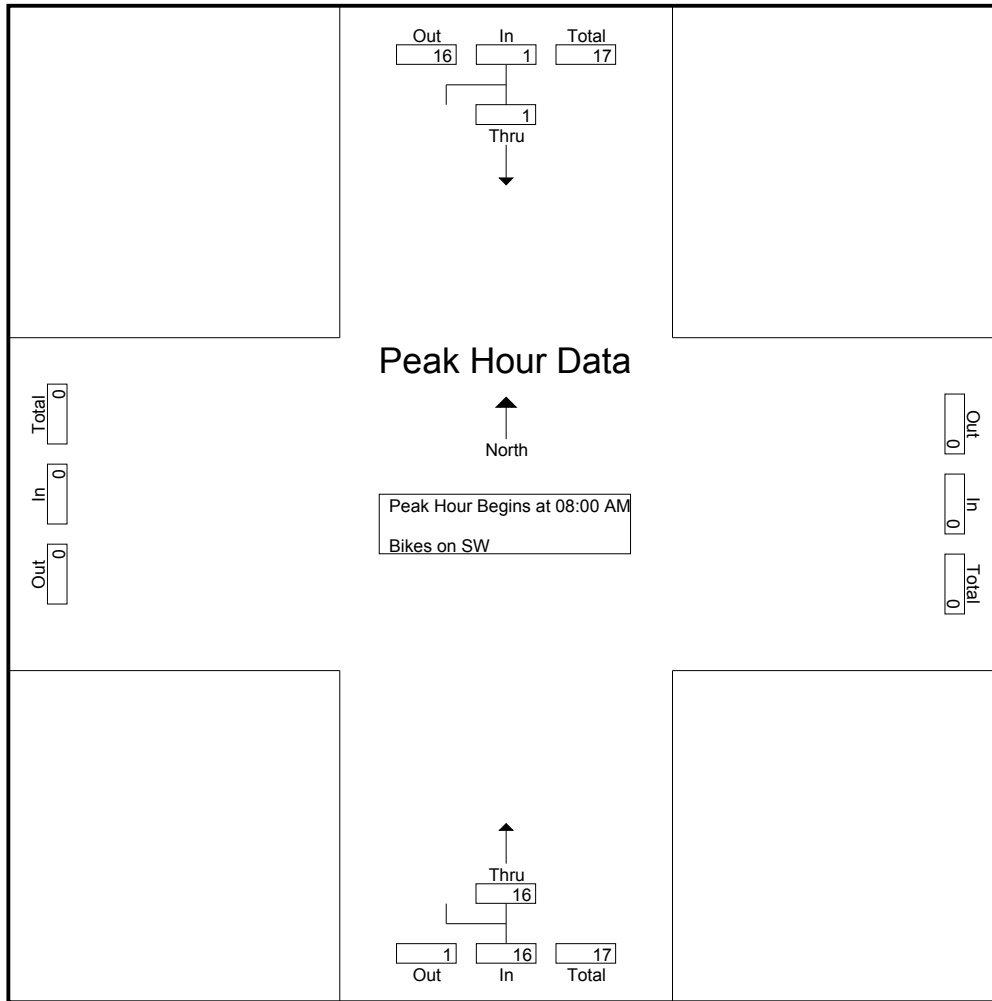 Out In Total
16 1 17
1
Thru
Peak Hour Data
North
Peak Hour Begins at 08:00 AM
Bikes on SW
Total 0
In 0
Out 0
Out 0
In 0
Total 0
Thru
16
1 16 17
Out In Total